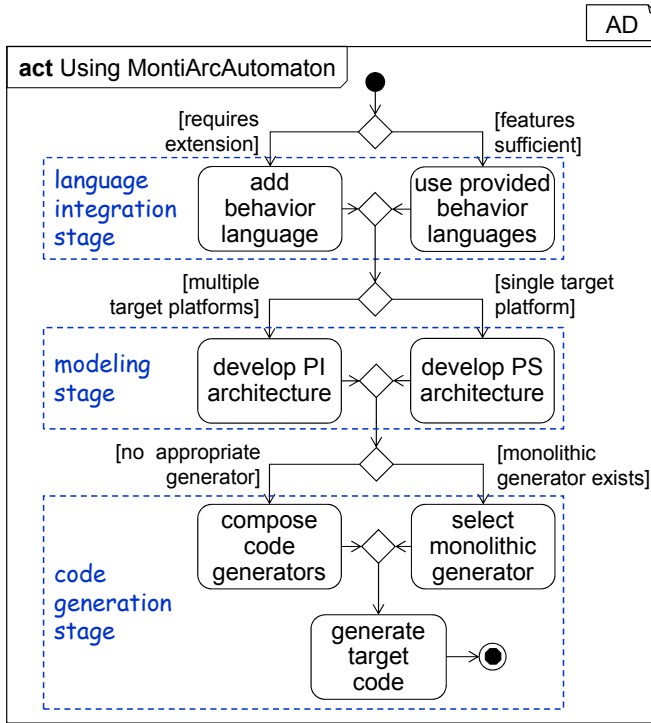 AD
act Using MontiArcAutomaton
[requires
extension]
[features
sufficient]
language
integration
stage
add
behavior
language
use provided
behavior
languages
[multiple
target platforms]
[single target
platform]
modeling
stage
develop PI
architecture
develop PS
architecture
[no appropriate
generator]
[monolithic
generator exists]
code
generation
stage
compose
code
generators
select
monolithic
generator
generate
target
code